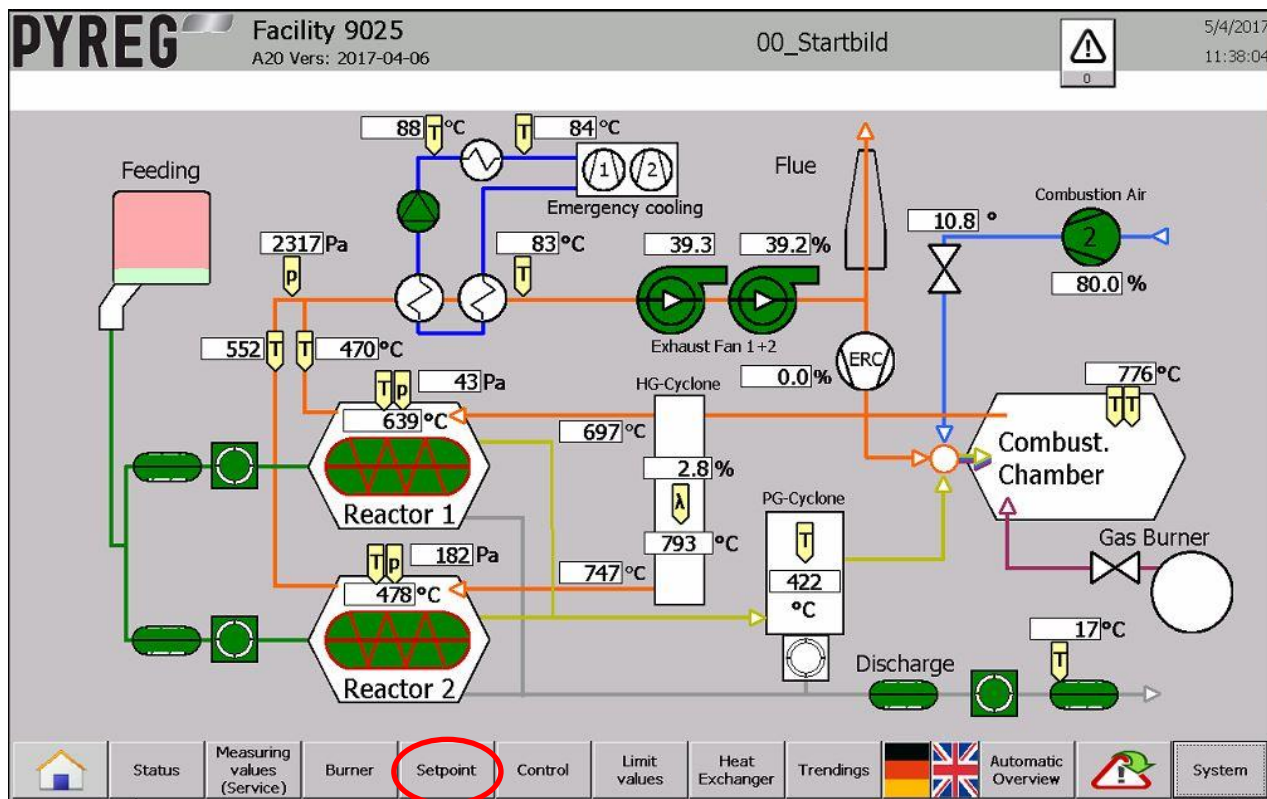 PYREG
Facility 9025
A20 Vers: 2017-04-06
00_Startbild
0
5/4/2017
11:38:04
88 T °C
T 84 °C
1 2
Emergency cooling
Feeding
Flue
Combustion Air
2
80.0 %
10.8 °
2317 Pa
p
83 °C
T
39.3
39.2 %
Exhaust Fan 1+2
552 T
T 470 °C
ERC
0.0 %
T p
43 Pa
639 °C
Reactor 1
HG-Cyclone
697 °C
2.8 %
λ
793 °C
747 °C
776 °C
T T
Combust.
Chamber
PG-Cyclone
T
422
°C
Gas Burner
T p
182 Pa
478 °C
Reactor 2
Discharge
17 °C
T
Status
Measuring
values
(Service)
Burner
Setpoint
Control
Limit
values
Heat
Exchanger
Trendings
Automatic
Overview
System